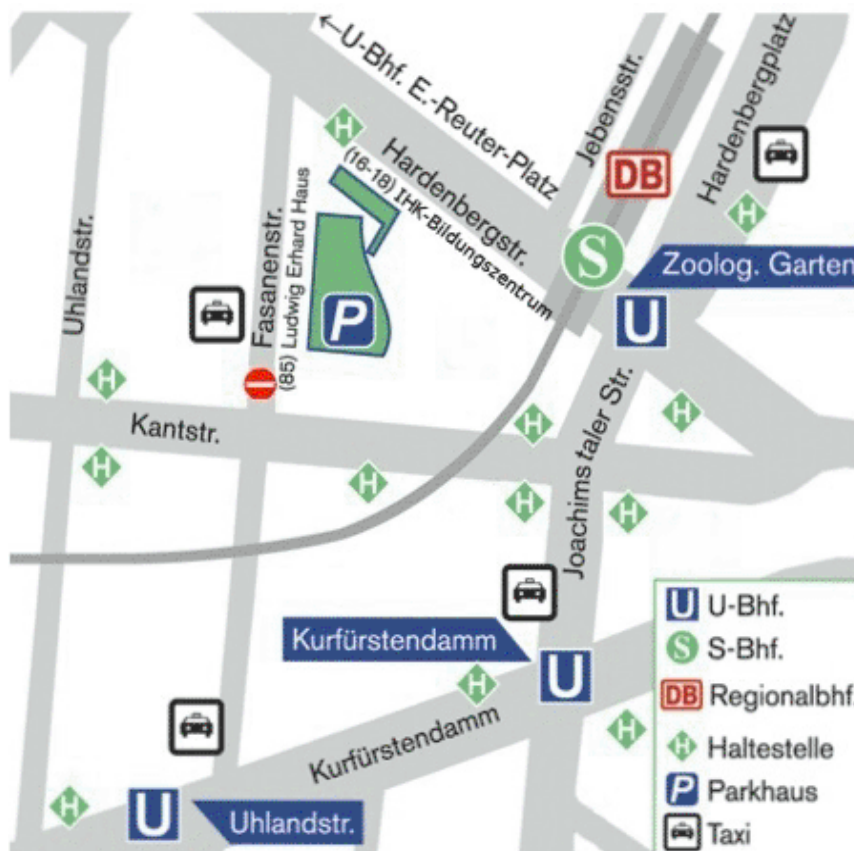 ←U-Bhf. E.-Reuter-Platz
Jebensstr.
Hardenbergplatz
H
Hardenbergstr.
(16-18) IHK-Bildungszentrum
DB
H
Uhlandstr.
Fasanenstr.
(85) Ludwig Erhard Haus
P
S
Zoolog. Garten
U
H
Kantstr.
H
H
H
H
H
H
Joachims taler Str.
Kurfürstendamm
U
H
Kurfürstendamm
H
H
U
Uhlandstr.
U U-Bhf.
S S-Bhf.
DB Regionalbhf.
H Haltestelle
P Parkhaus
Taxi